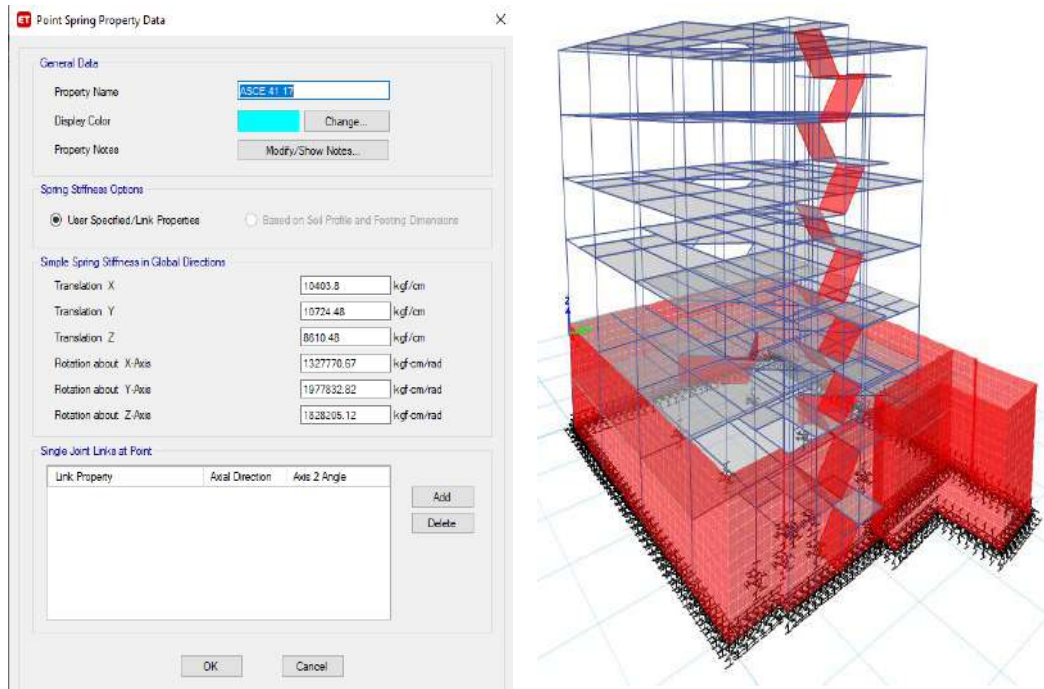 ET Point Spring Property Data
General Data
Property Name ASCE 41 17
Display Color Change...
Property Notes Modify/Show Notes...
Spring Stiffness Options
User Specified/Link Properties Based on Soil Profile and Footing Dimensions
Simple Spring Stiffness in Global Directions
Translation X 10403.8 kgf/cm
Translation Y 10724.48 kgf/cm
Translation Z 8610.48 kgf/cm
Rotation about X-Axis 1327770.67 kgf-cm/rad
Rotation about Y-Axis 1977832.82 kgf-cm/rad
Rotation about Z-Axis 1828205.12 kgf-cm/rad
Single Joint Links at Point
Link Property Axial Direction Axis 2 Angle
Add
Delete
OK Cancel
Z